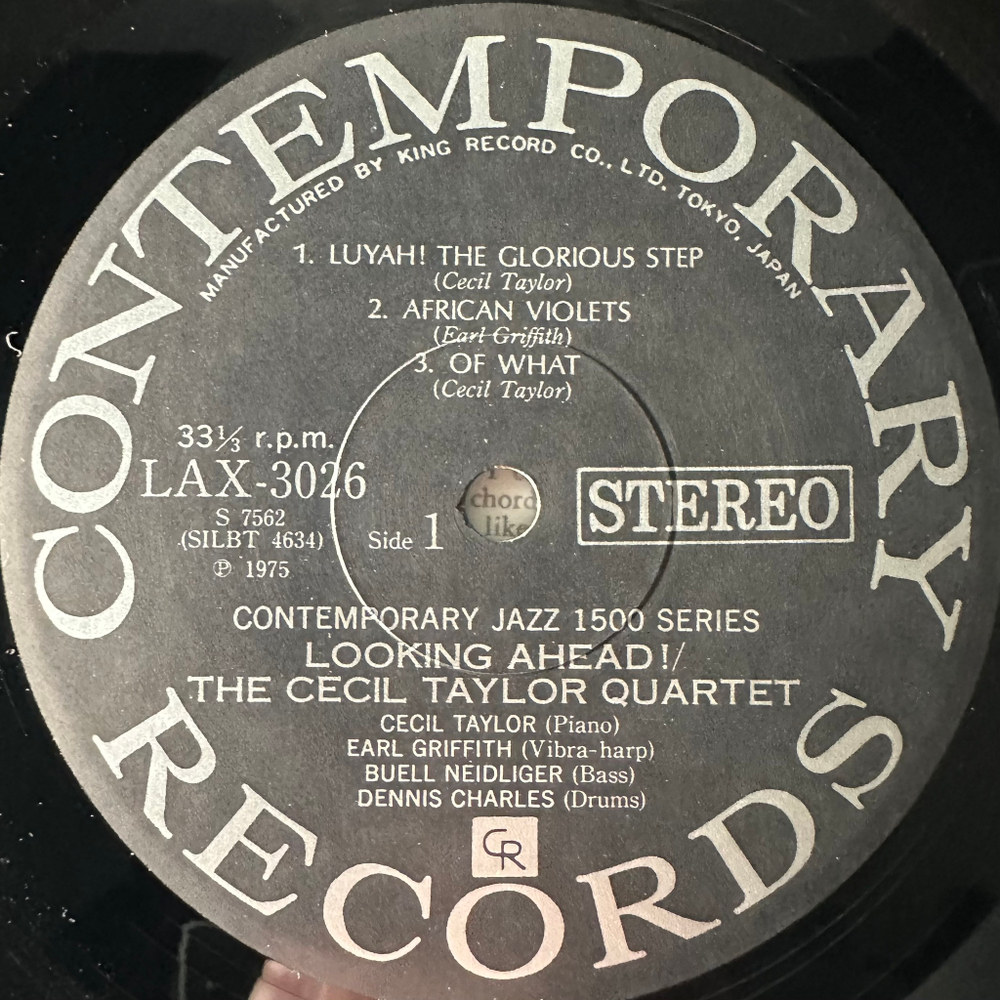 CONTEMPORARY
MANUFACTURED BY KING RECORD CO., LTD. TOKYO, JAPAN
1. LUYAH! THE GLORIOUS STEP
(Cecil Taylor)
2. AFRICAN VIOLETS
(Earl Griffith)
3. OF WHAT
(Cecil Taylor)
33⅓ r.p.m.
LAX-3026
S 7562
(SILBT 4634)
Ⓟ 1975
Side 1
chord
like
STEREO
CONTEMPORARY JAZZ 1500 SERIES
LOOKING AHEAD!/
THE CECIL TAYLOR QUARTET
CECIL TAYLOR (Piano)
EARL GRIFFITH (Vibra-harp)
BUELL NEIDLIGER (Bass)
DENNIS CHARLES (Drums)
CR
RECORDS